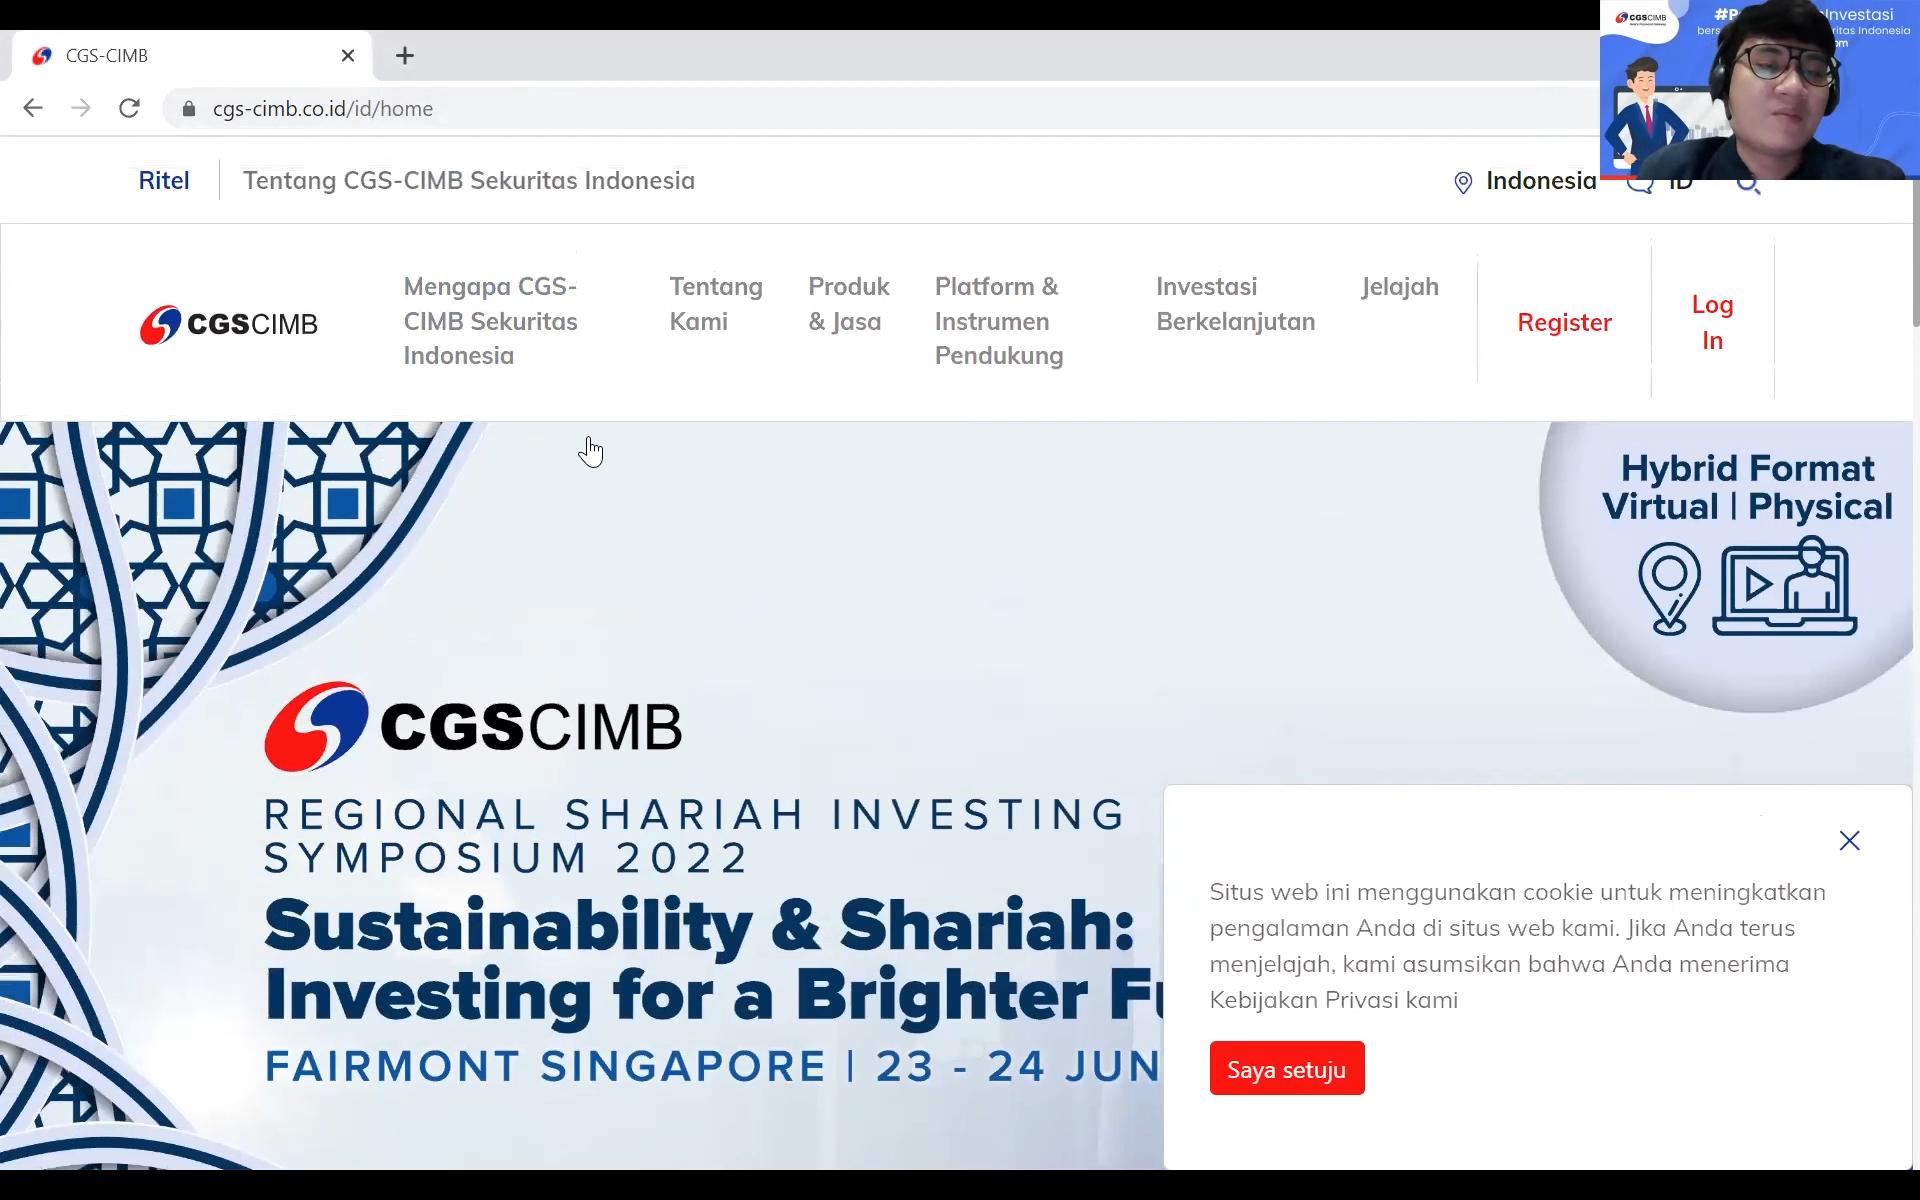 CGS-CIMB
cgs-cimb.co.id/id/home
CGSCIMB
Investasi
ritas Indonesia
Ritel
Tentang CGS-CIMB Sekuritas Indonesia
Indonesia
ID
CGSCIMB
Mengapa CGS-
CIMB Sekuritas
Indonesia
Tentang
Kami
Produk
& Jasa
Platform &
Instrumen
Pendukung
Investasi
Berkelanjutan
Jelajah
Register
Log
In
Hybrid Format
Virtual | Physical
CGSCIMB
REGIONAL SHARIAH INVESTING
SYMPOSIUM 2022
Sustainability & Shariah:
Investing for a Brighter Fu
FAIRMONT SINGAPORE | 23 - 24 JUN
Situs web ini menggunakan cookie untuk meningkatkan
pengalaman Anda di situs web kami. Jika Anda terus
menjelajah, kami asumsikan bahwa Anda menerima
Kebijakan Privasi kami
Saya setuju